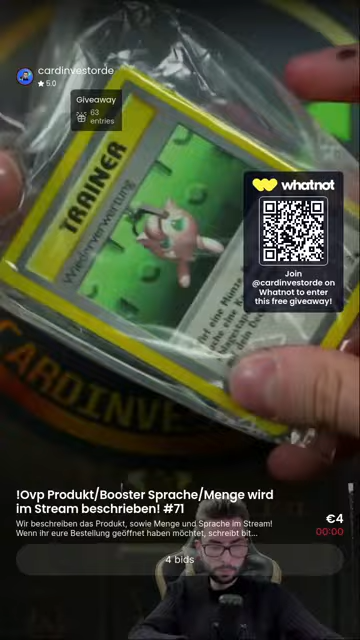 cardinvestorde
5.0
Giveaway
63
entries
TRAINER
Wiederverwertung
whatnot
Join
@cardinvestorde on
Whatnot to enter
this free giveaway!
CARDINVE
!Ovp Produkt/Booster Sprache/Menge wird
im Stream beschrieben! #71
€4
Wir beschreiben das Produkt, sowie Menge und Sprache im Stream!
00:00
Wenn ihr eure Bestellung geöffnet haben möchtet, schreibt bit...
4 bids